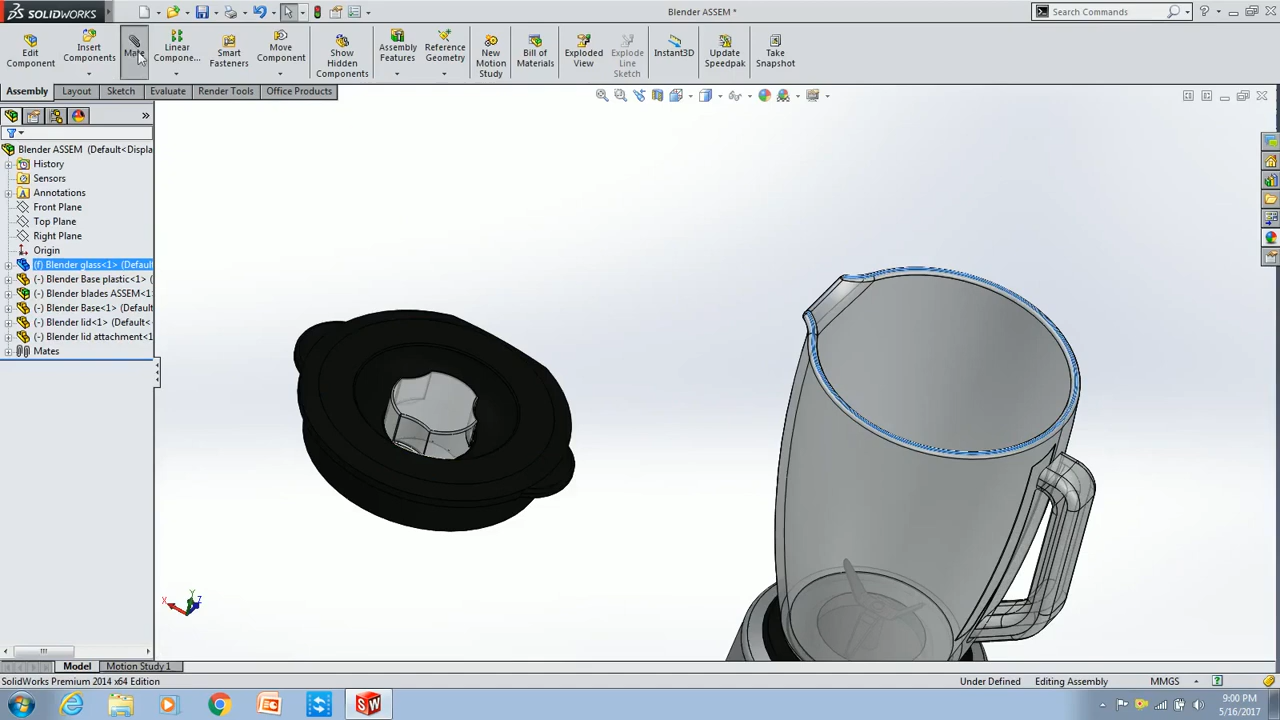 SOLIDWORKS
Blender ASSEM *
Search Commands
Edit Component
Insert Components
Mate
Linear Compone...
Smart Fasteners
Move Component
Show Hidden Components
Assembly Features
Reference Geometry
New Motion Study
Bill of Materials
Exploded View
Explode Line Sketch
Instant3D
Update Speedpak
Take Snapshot
Assembly
Layout
Sketch
Evaluate
Render Tools
Office Products
Blender ASSEM (Default<Displa
History
Sensors
Annotations
Front Plane
Top Plane
Right Plane
Origin
(f) Blender glass<1> (Default
(-) Blender Base plastic<1> (
(-) Blender blades ASSEM<1
(-) Blender Base<1> (Default
(-) Blender lid<1> (Default<
(-) Blender lid attachment<1
Mates
X
Y
Z
Model
Motion Study 1
SolidWorks Premium 2014 x64 Edition
Under Defined
Editing Assembly
MMGS
9:00 PM
5/16/2017